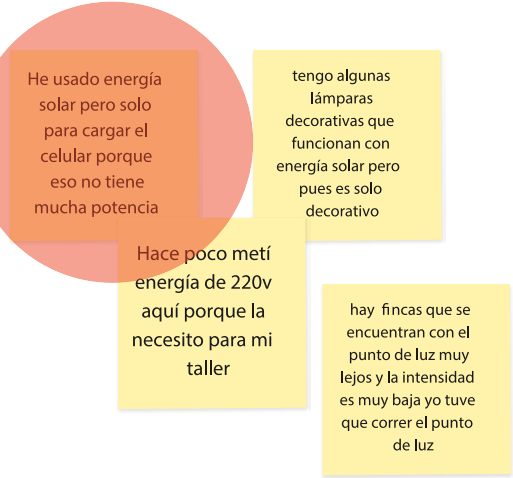 He usado energía
solar pero solo
para cargar el
celular porque
eso no tiene
mucha potencia
tengo algunas
lámparas
decorativas que
funcionan con
energía solar pero
pues es solo
decorativo
Hace poco metí
energía de 220v
aquí porque la
necesito para mi
taller
hay fincas que se
encuentran con el
punto de luz muy
lejos y la intensidad
es muy baja yo tuve
que correr el punto
de luz